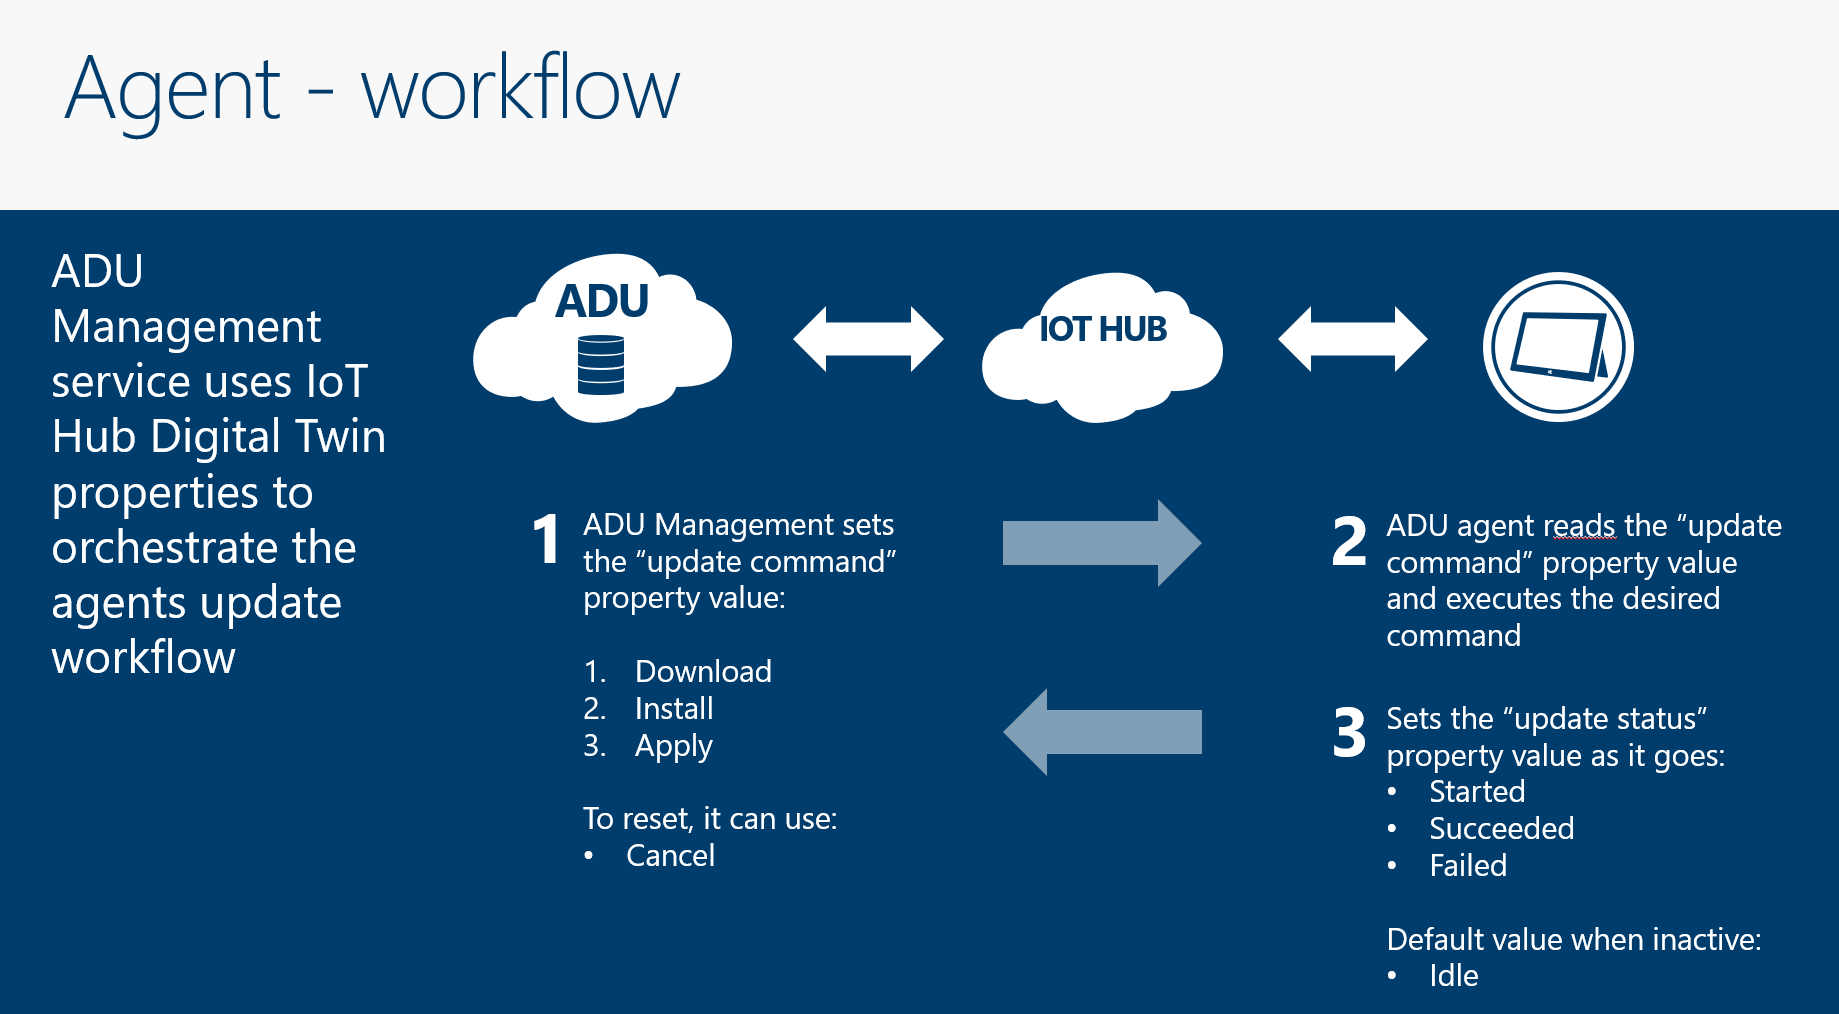 Agent - workflow
ADU
Management
service uses IoT
Hub Digital Twin
properties to
orchestrate the
agents update
workflow
ADU
IOT HUB
1
ADU Management sets
the “update command”
property value:
1. Download
2. Install
3. Apply
To reset, it can use:
• Cancel
2
ADU agent reads the “update
command” property value
and executes the desired
command
3
Sets the “update status”
property value as it goes:
• Started
• Succeeded
• Failed
Default value when inactive:
• Idle